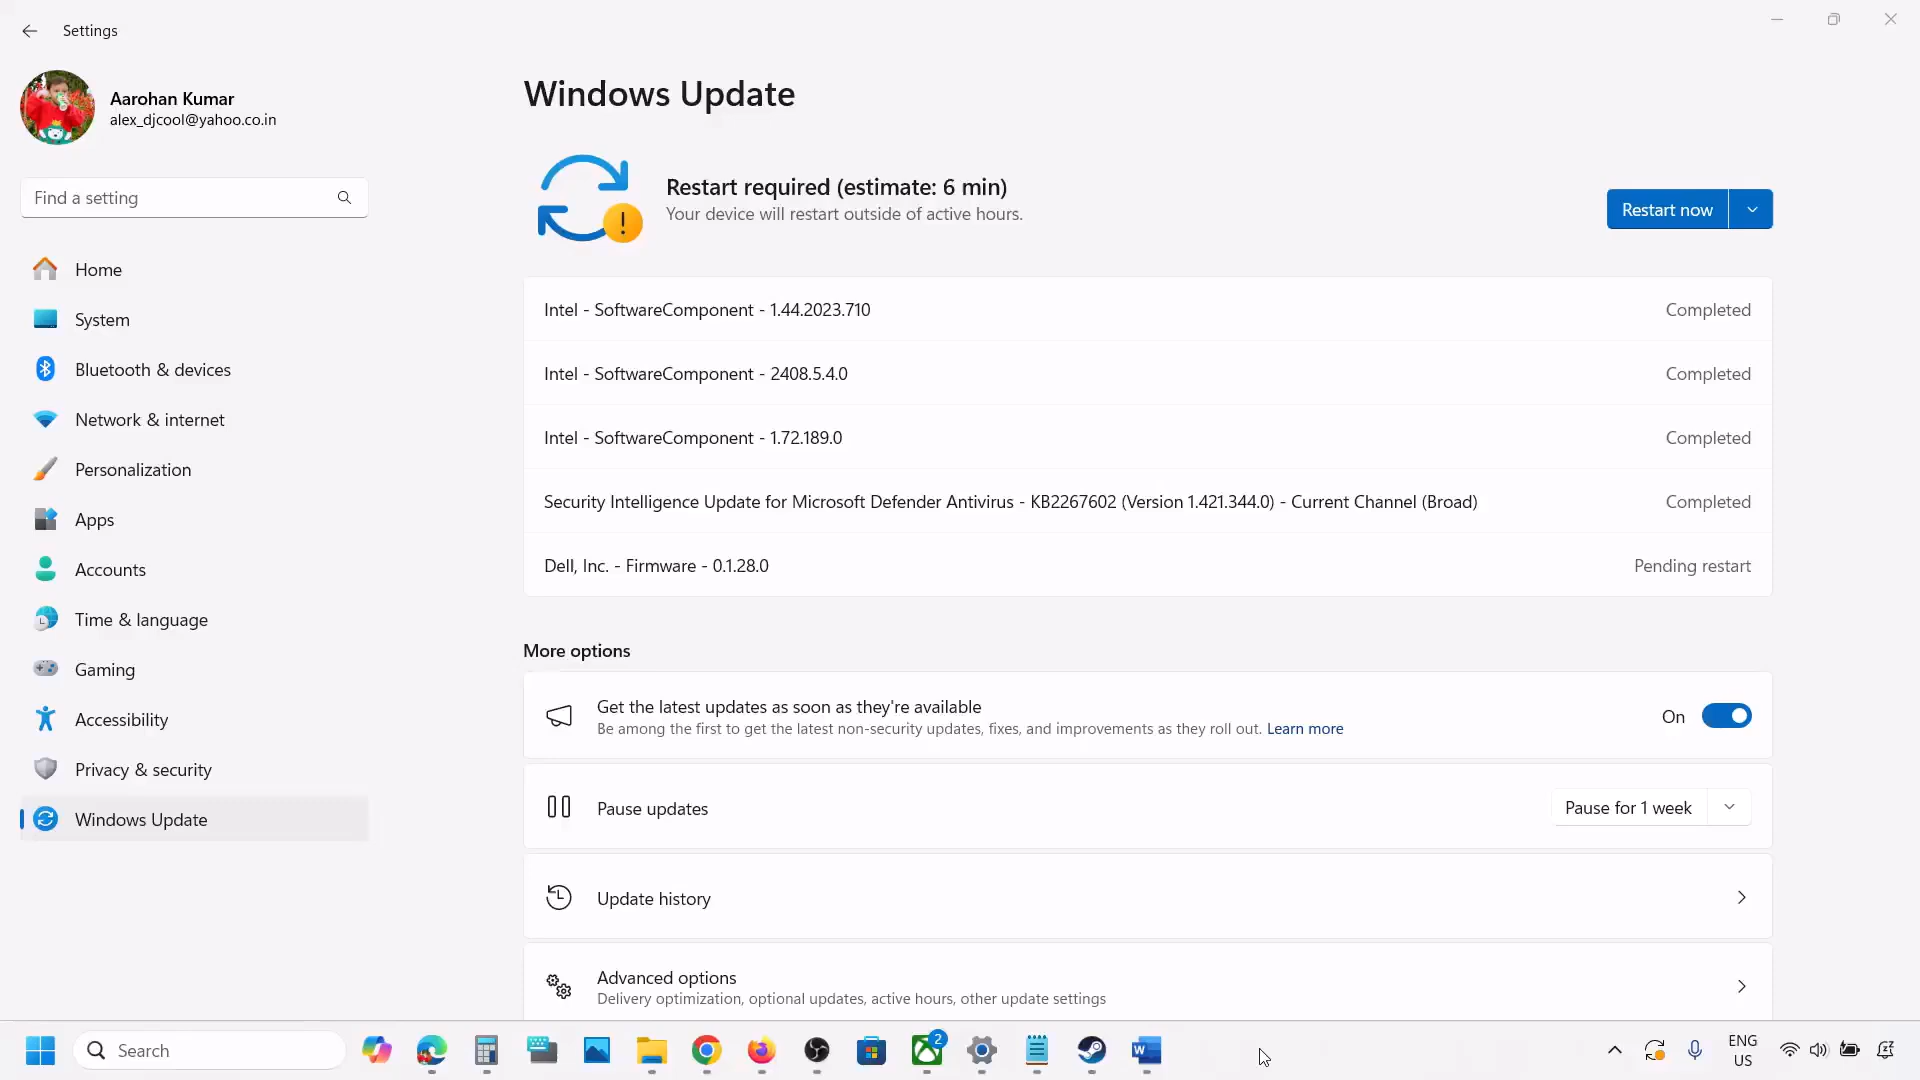 Settings
Aarohan Kumar
alex_djcool@yahoo.co.in
Find a setting
Home
System
Bluetooth & devices
Network & internet
Personalization
Apps
Accounts
Time & language
Gaming
Accessibility
Privacy & security
Windows Update
Windows Update
Restart required (estimate: 6 min)
Your device will restart outside of active hours.
Restart now
Intel - SoftwareComponent - 1.44.2023.710
Completed
Intel - SoftwareComponent - 2408.5.4.0
Completed
Intel - SoftwareComponent - 1.72.189.0
Completed
Security Intelligence Update for Microsoft Defender Antivirus - KB2267602 (Version 1.421.344.0) - Current Channel (Broad)
Completed
Dell, Inc. - Firmware - 0.1.28.0
Pending restart
More options
Get the latest updates as soon as they're available
Be among the first to get the latest non-security updates, fixes, and improvements as they roll out. Learn more
On
Pause updates
Pause for 1 week
Update history
Advanced options
Delivery optimization, optional updates, active hours, other update settings
Search
2
ENG
US